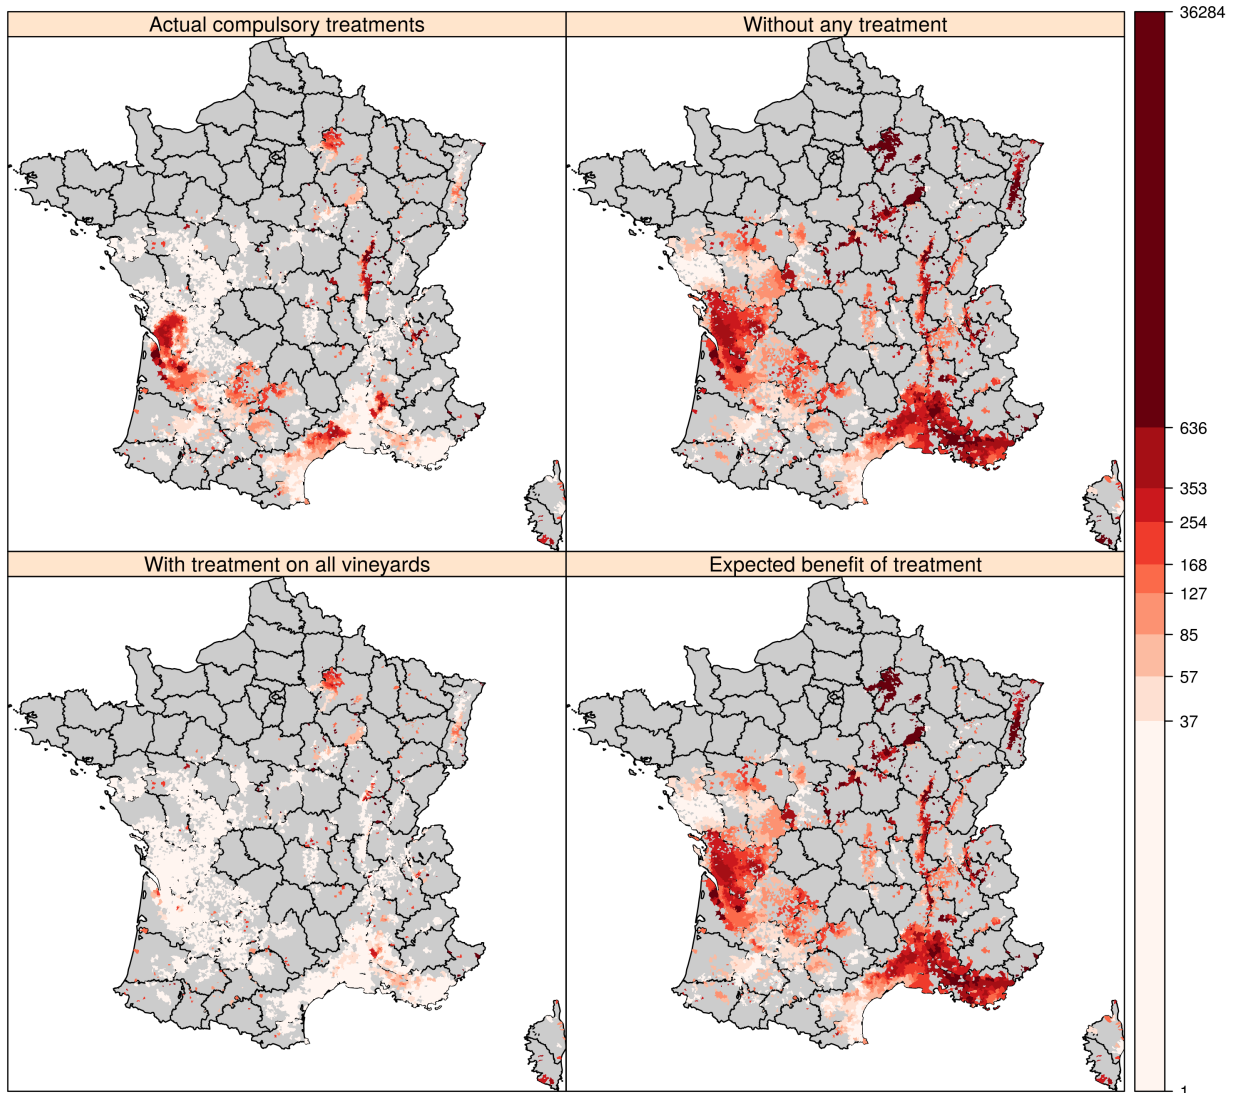 Actual compulsory treatments
Without any treatment
36284
636
353
254
168
127
85
57
37
1
With treatment on all vineyards
Expected benefit of treatment